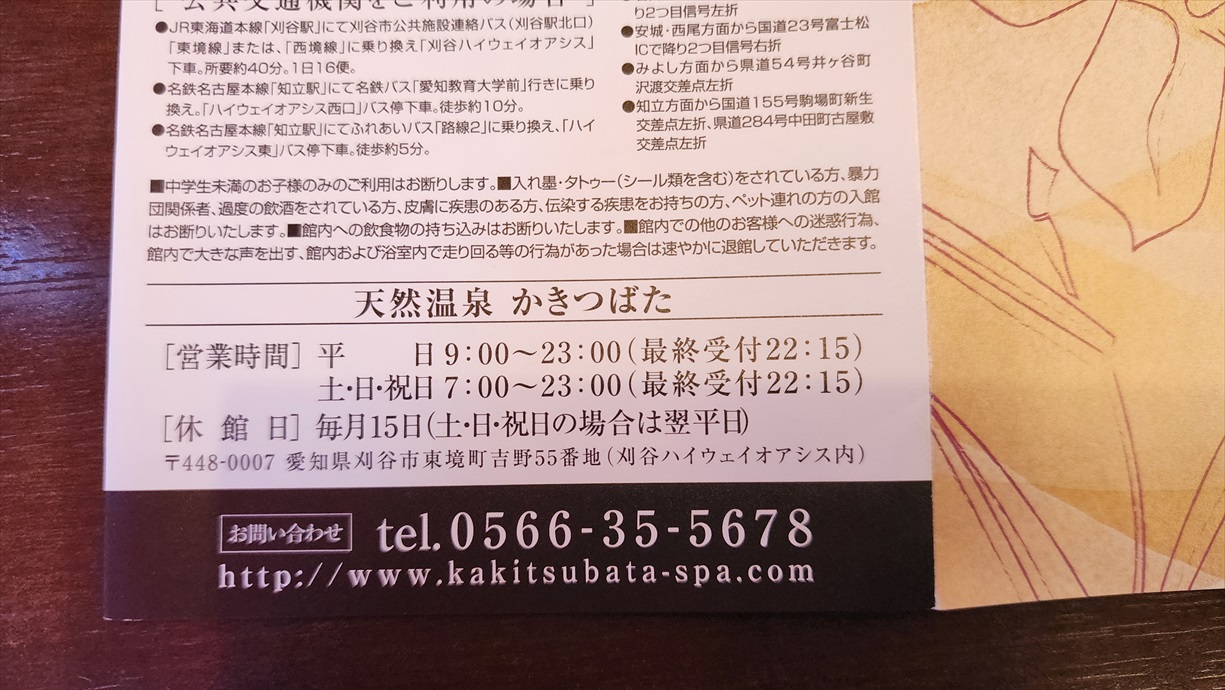 「公共交通機関をご利用の場合」
●JR東海道本線「刈谷駅」にて刈谷市公共施設連絡バス(刈谷駅北口)
「東境線」または、「西境線」に乗り換え「刈谷ハイウェイオアシス」
下車。所要約40分。1日16便。
●名鉄名古屋本線「知立駅」にて名鉄バス「愛知教育大学前」行きに乗り
換え。「ハイウェイオアシス西口」バス停下車。徒歩約10分。
●名鉄名古屋本線「知立駅」にてふれあいバス「路線2」に乗り換え、「ハイ
ウェイオアシス東」バス停下車。徒歩約5分。
り2つ目信号左折
●安城・西尾方面から国道23号富士松
ICで降り2つ目信号右折
●みよし方面から県道54号井ヶ谷町
沢渡交差点左折
●知立方面から国道155号駒場町新生
交差点左折、県道284号中田町古屋敷
交差点左折
■中学生未満のお子様のみのご利用はお断りします。■入れ墨・タトゥー(シール類を含む)をされている方、暴力
団関係者、過度の飲酒をされている方、皮膚に疾患のある方、伝染する疾患をお持ちの方、ペット連れの方の入館
はお断りいたします。■館内への飲食物の持ち込みはお断りいたします。■館内での他のお客様への迷惑行為、
館内で大きな声を出す、館内および浴室内で走り回る等の行為があった場合は速やかに退館していただきます。
天然温泉 かきつばた
[営業時間] 平 日 9:00〜23:00(最終受付22:15)
土・日・祝日 7:00〜23:00(最終受付22:15)
[休館日] 毎月15日(土・日・祝日の場合は翌平日)
〒448-0007 愛知県刈谷市東境町吉野55番地(刈谷ハイウェイオアシス内)
お問い合わせ tel.0566-35-5678
http://www.kakitsubata-spa.com